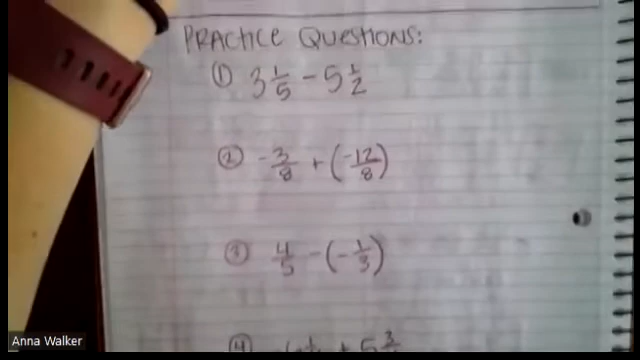 PRACTICE QUESTIONS:
① 3 1/5 - 5 1/2
② -3/8 + (-12/8)
③ 4/5 - (-1/3)
④
Anna Walker